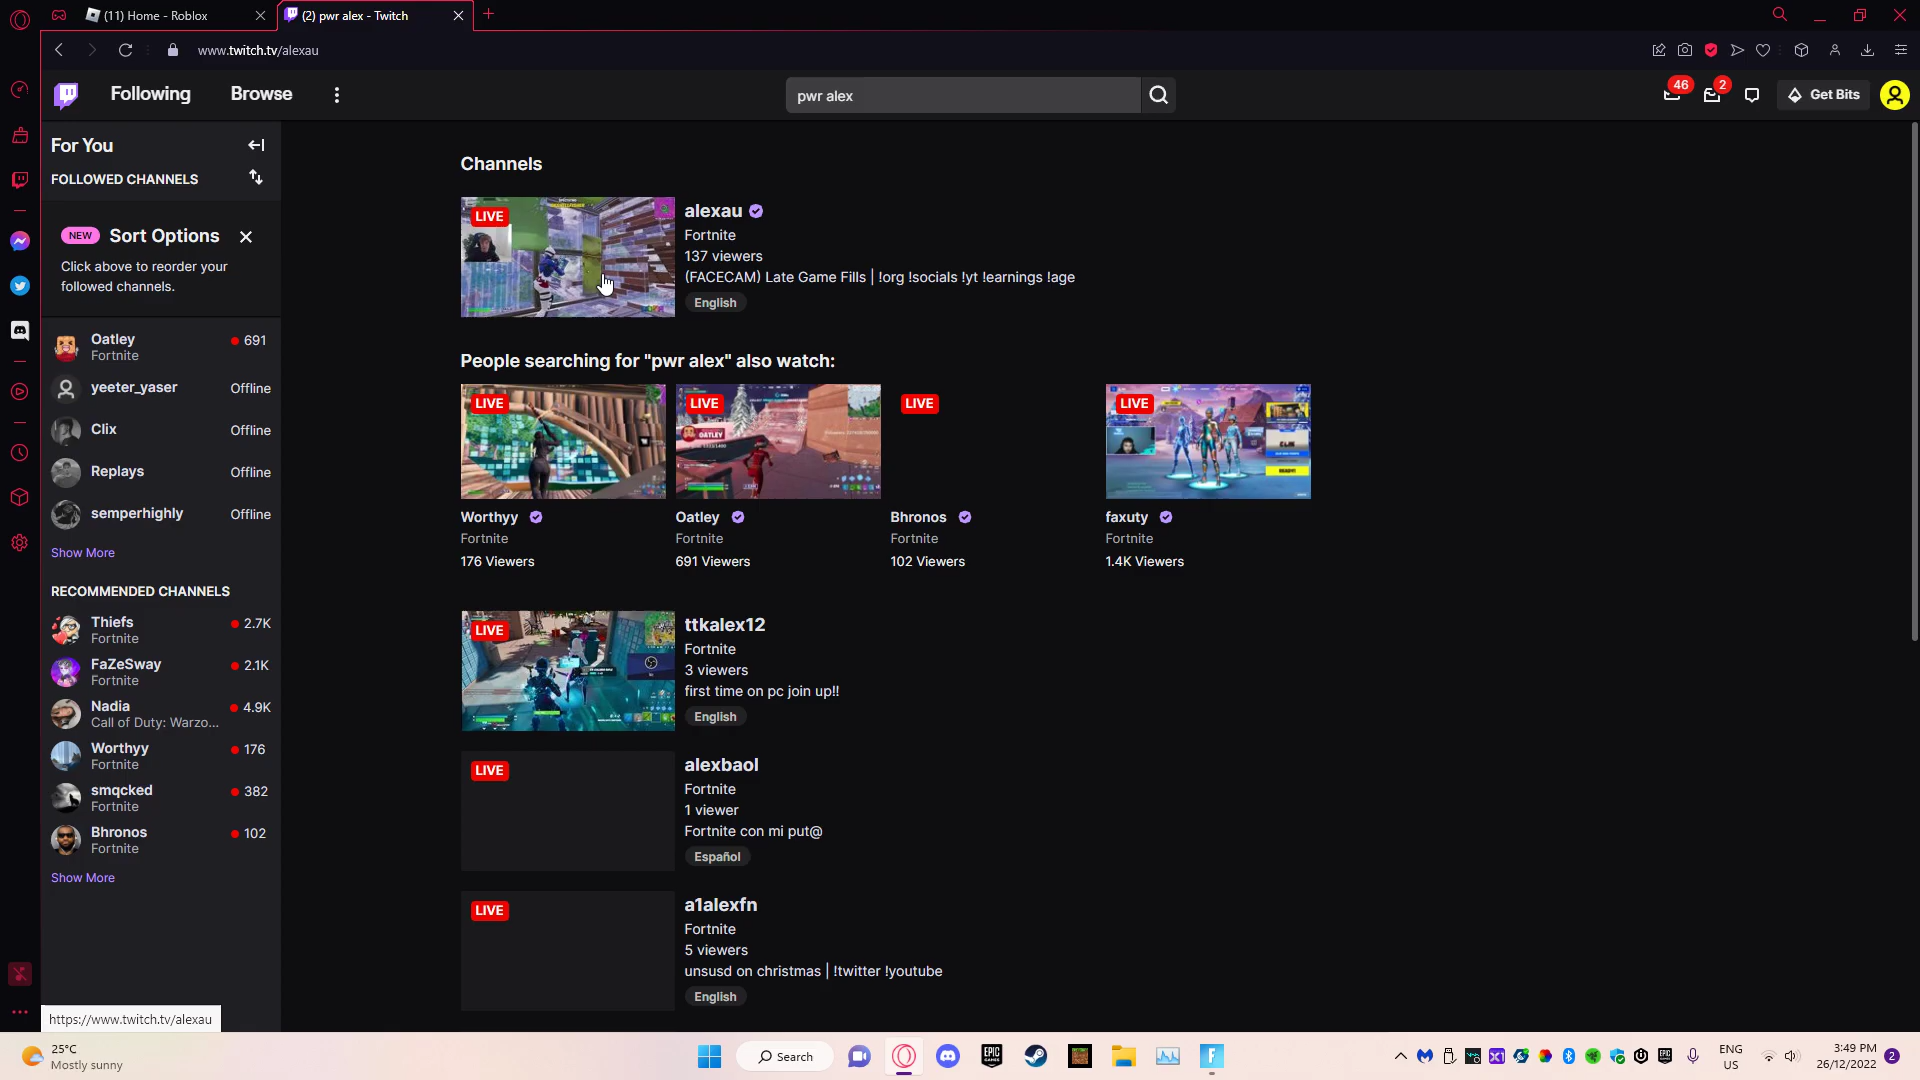 (11) Home - Roblox
(2) pwr alex - Twitch
www.twitch.tv/alexau
Following
Browse
pwr alex
46
2
Get Bits
For You
FOLLOWED CHANNELS
NEW Sort Options
Click above to reorder your
followed channels.
Oatley
691
Fortnite
yeeter_yaser
Offline
Clix
Offline
Replays
Offline
semperhighly
Offline
Show More
RECOMMENDED CHANNELS
Thiefs
2.7K
Fortnite
FaZeSway
2.1K
Fortnite
Nadia
4.9K
Call of Duty: Warzo...
Worthyy
176
Fortnite
smqcked
382
Fortnite
Bhronos
102
Fortnite
Show More
https://www.twitch.tv/alexau
Channels
LIVE
alexau
Fortnite
137 viewers
(FACECAM) Late Game Fills | !org !socials !yt !earnings !age
English
People searching for "pwr alex" also watch:
LIVE
Worthyy
Fortnite
176 Viewers
LIVE
OATLEY
Oatley
Fortnite
691 Viewers
LIVE
Bhronos
Fortnite
102 Viewers
LIVE
READY!
faxuty
Fortnite
1.4K Viewers
LIVE
ttkalex12
Fortnite
3 viewers
first time on pc join up!!
English
LIVE
alexbaol
Fortnite
1 viewer
Fortnite con mi put@
Español
LIVE
a1alexfn
Fortnite
5 viewers
unsusd on christmas | !twitter !youtube
English
25°C
Mostly sunny
Search
EPIC GAMES
ENG
US
3:49 PM
26/12/2022
2